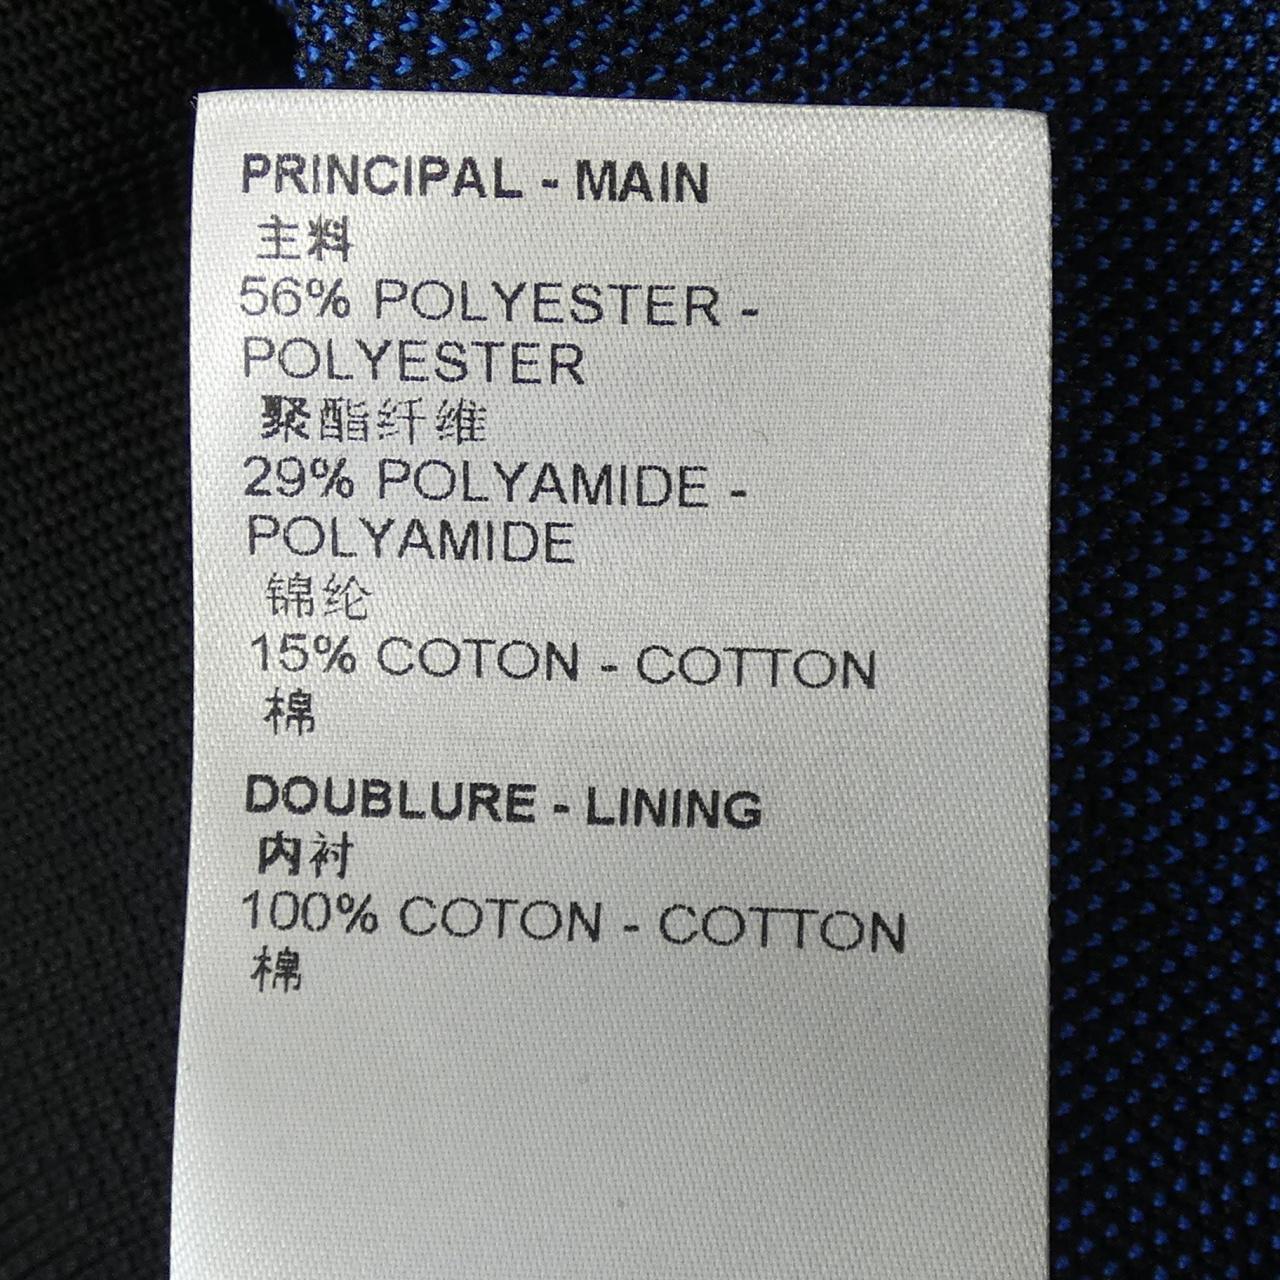 PRINCIPAL - MAIN
主料
56% POLYESTER -
POLYESTER
聚酯纤维
29% POLYAMIDE -
POLYAMIDE
锦纶
15% COTON - COTTON
棉
DOUBLURE - LINING
内衬
100% COTON - COTTON
棉